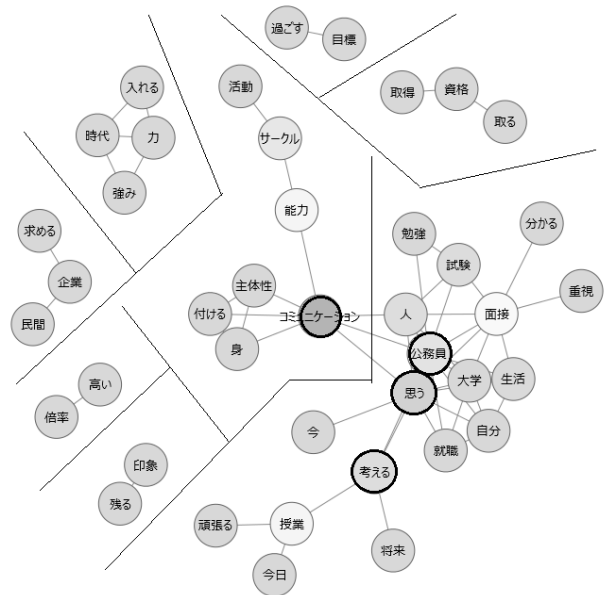 過ごす
目標
活動
入れる
取得
資格
取る
時代
力
サークル
強み
能力
求める
勉強
分かる
試験
企業
主体性
重視
付ける
コミュニケーション
人
面接
民間
身
公務員
高い
思う
大学
生活
倍率
今
自分
就職
印象
考える
残る
頑張る
授業
将来
今日